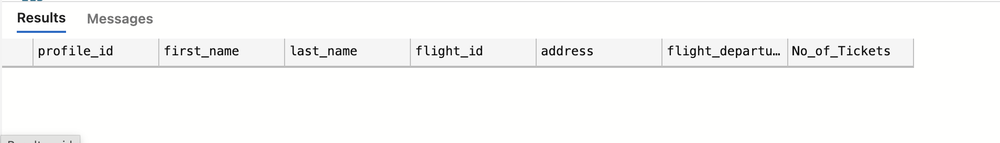 Results Messages
profile_id first_name last_name flight_id address flight_departu… No_of_Tickets